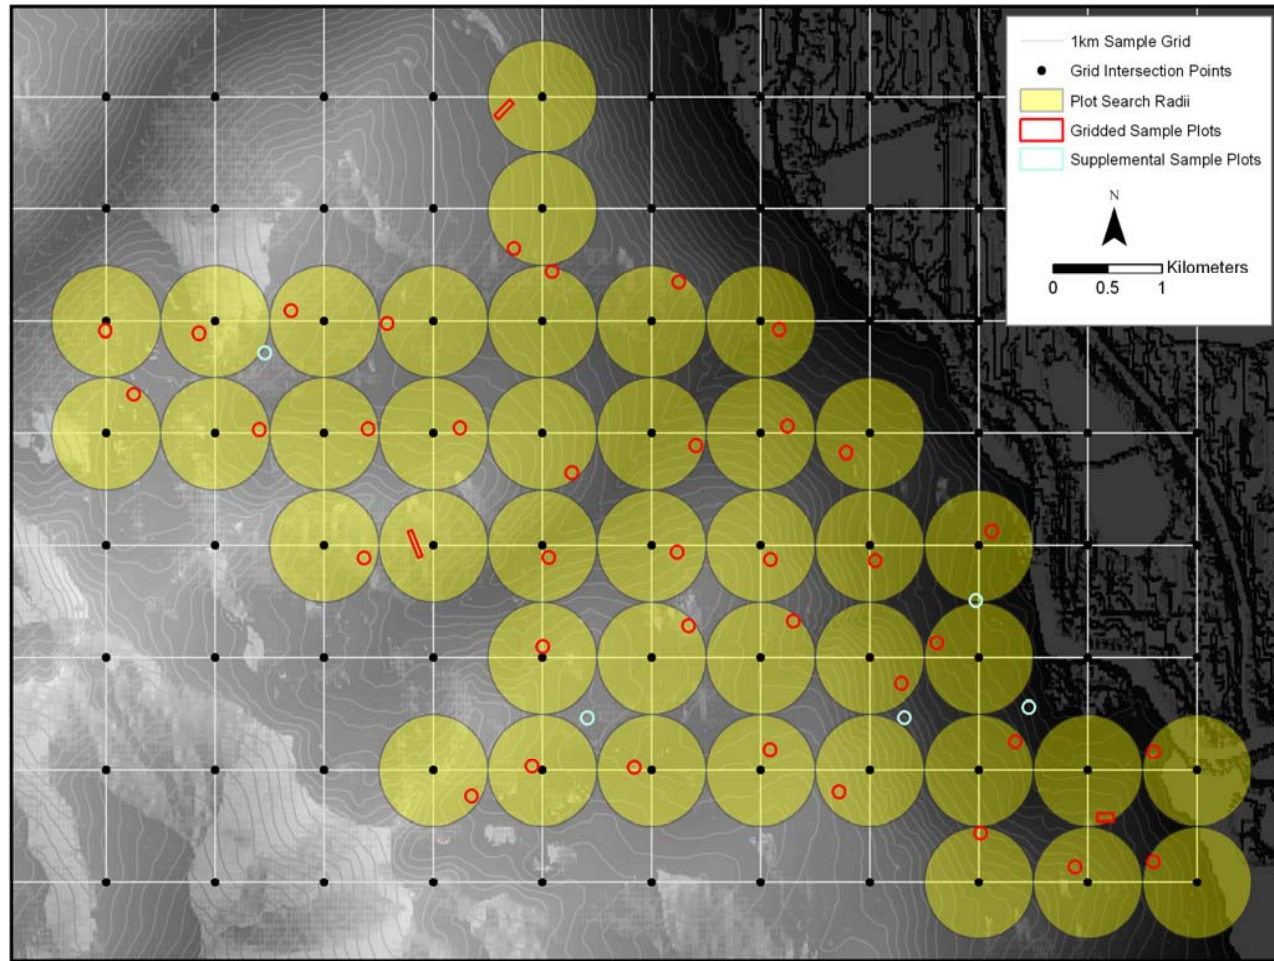 1km Sample Grid
Grid Intersection Points
Plot Search Radii
Gridded Sample Plots
Supplemental Sample Plots
N
Kilometers
0 0.5 1